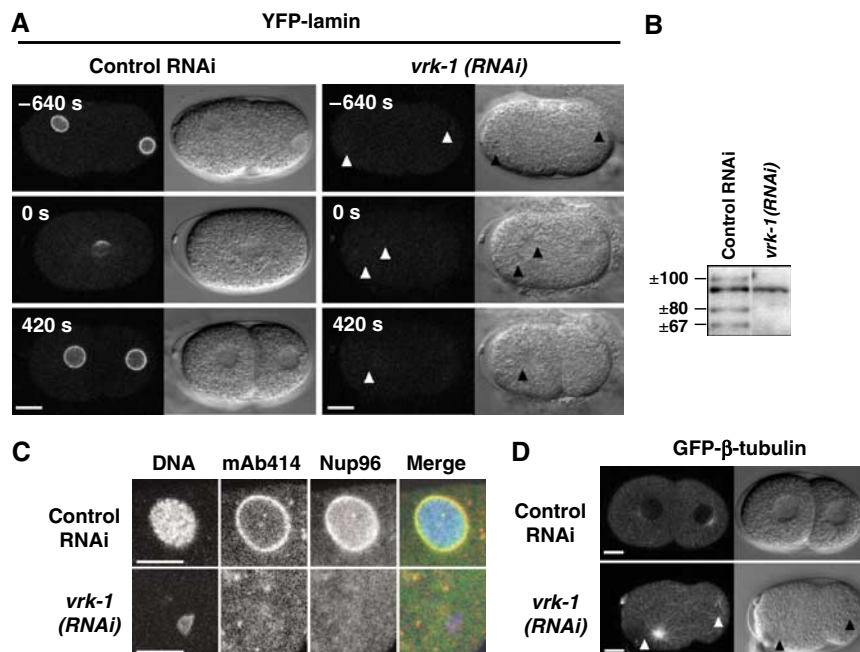 A
YFP-lamin
Control RNAi
vrk-1 (RNAi)
–640 s
–640 s
0 s
0 s
420 s
420 s
B
Control RNAi
vrk-1(RNAi)
±100
±80
±67
C
DNA mAb414 Nup96 Merge
Control
RNAi
vrk-1
(RNAi)
D
GFP-β-tubulin
Control
RNAi
vrk-1
(RNAi)